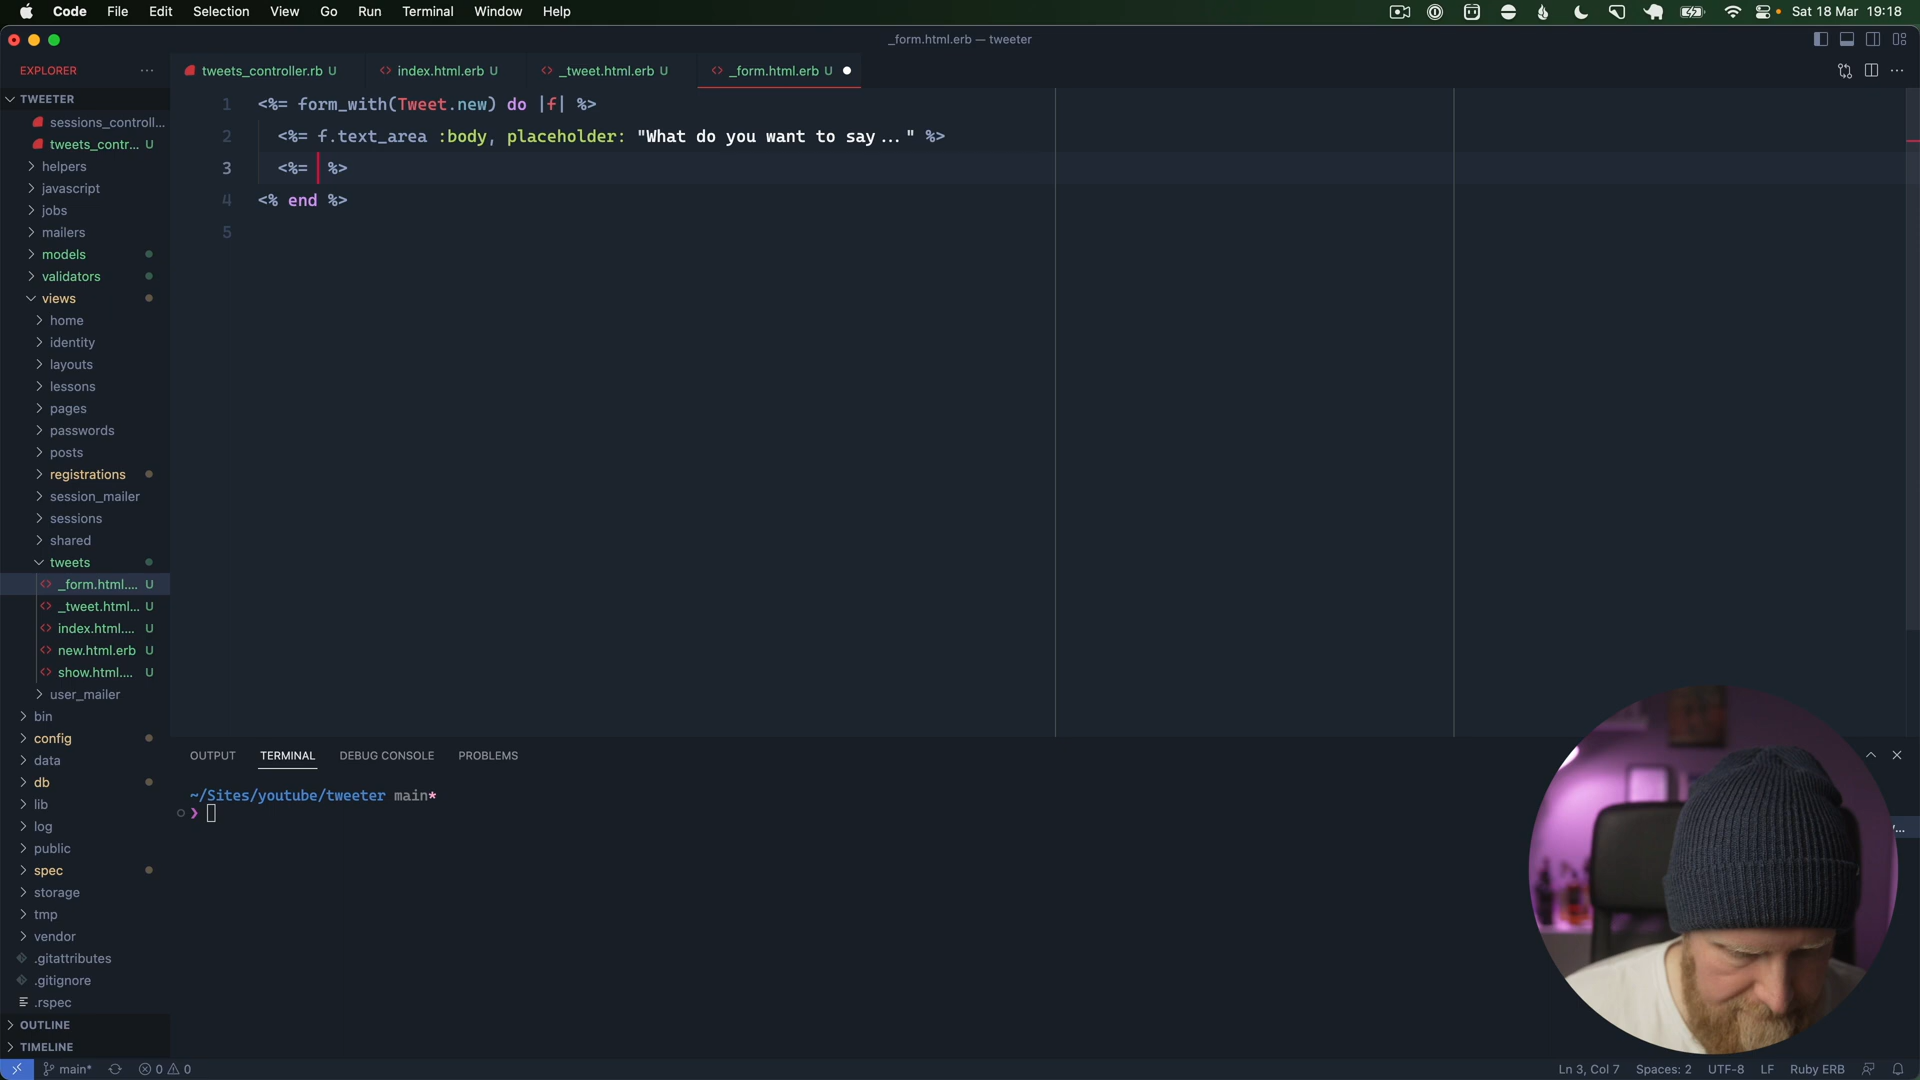 Code File Edit Selection View Go Run Terminal Window Help
Sat 18 Mar 19:18
_form.html.erb — tweeter
EXPLORER
tweets_controller.rb U
index.html.erb U
_tweet.html.erb U
_form.html.erb U
TWEETER
sessions_controll...
tweets_contr... U
helpers
javascript
jobs
mailers
models
validators
views
home
identity
layouts
lessons
pages
passwords
posts
registrations
session_mailer
sessions
shared
tweets
_form.html.... U
_tweet.html... U
index.html.... U
new.html.erb U
show.html.... U
user_mailer
bin
config
data
db
lib
log
public
spec
storage
tmp
vendor
.gitattributes
.gitignore
.rspec
OUTLINE
TIMELINE
1 <%= form_with(Tweet.new) do |f| %>
2 <%= f.text_area :body, placeholder: "What do you want to say..." %>
3 <%=  %>
4 <% end %>
5
OUTPUT TERMINAL DEBUG CONSOLE PROBLEMS
~/Sites/youtube/tweeter main*
❯
main* 0 0
Ln 3, Col 7 Spaces: 2 UTF-8 LF Ruby ERB